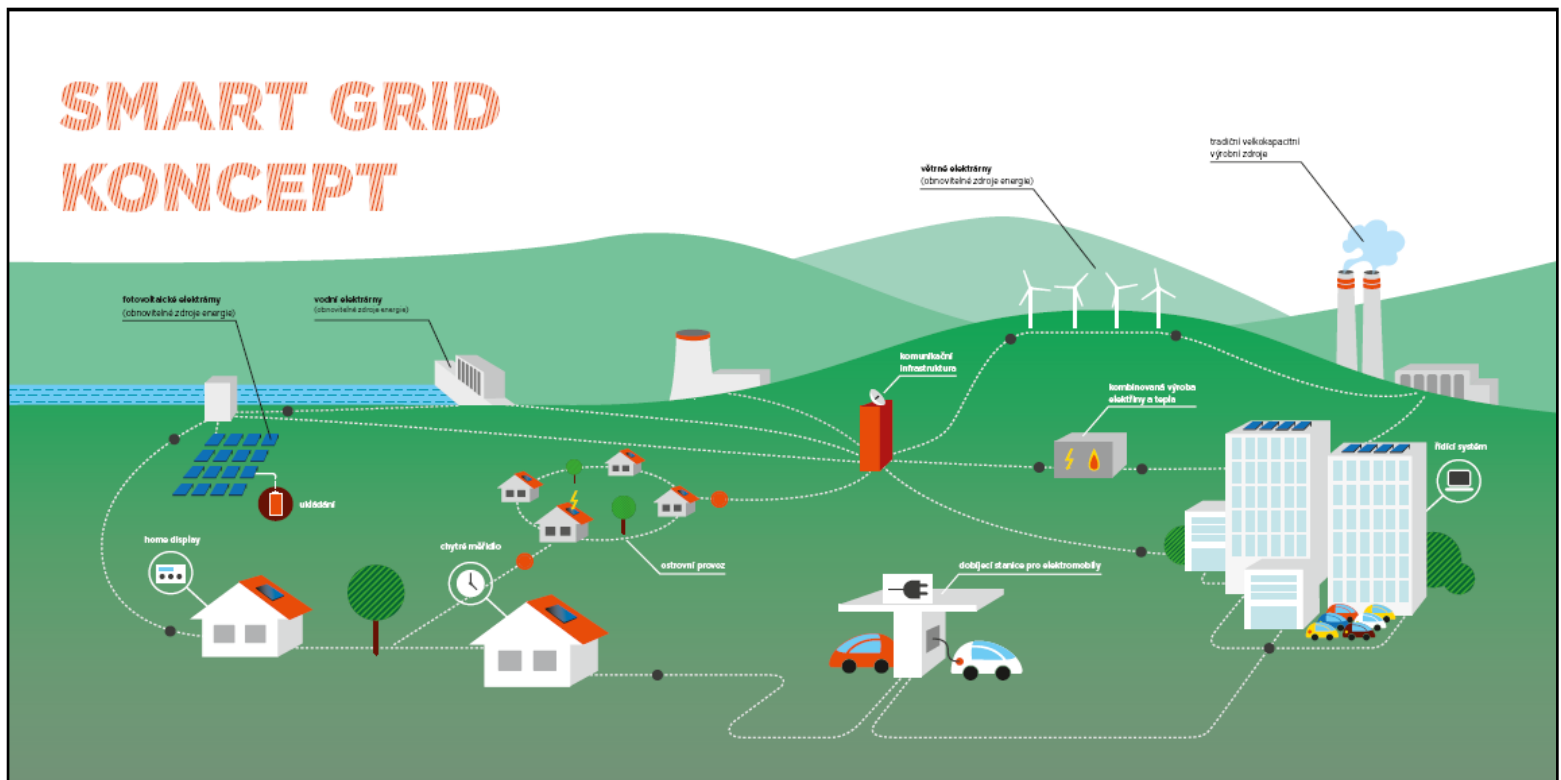 SMART GRID
KONCEPT
tradiční velkokapacitní
výrobní zdroje
větrné elektrárny
(obnovitelné zdroje energie)
fotovoltaické elektrárny
(obnovitelné zdroje energie)
vodní elektrárny
(obnovitelné zdroje energie)
komunikační
infrastruktura
kombinovaná výroba
elektřiny a tepla
řídící systém
ukládání
home display
chytré měřidlo
ostrovní provoz
dobíjecí stanice pro elektromobily